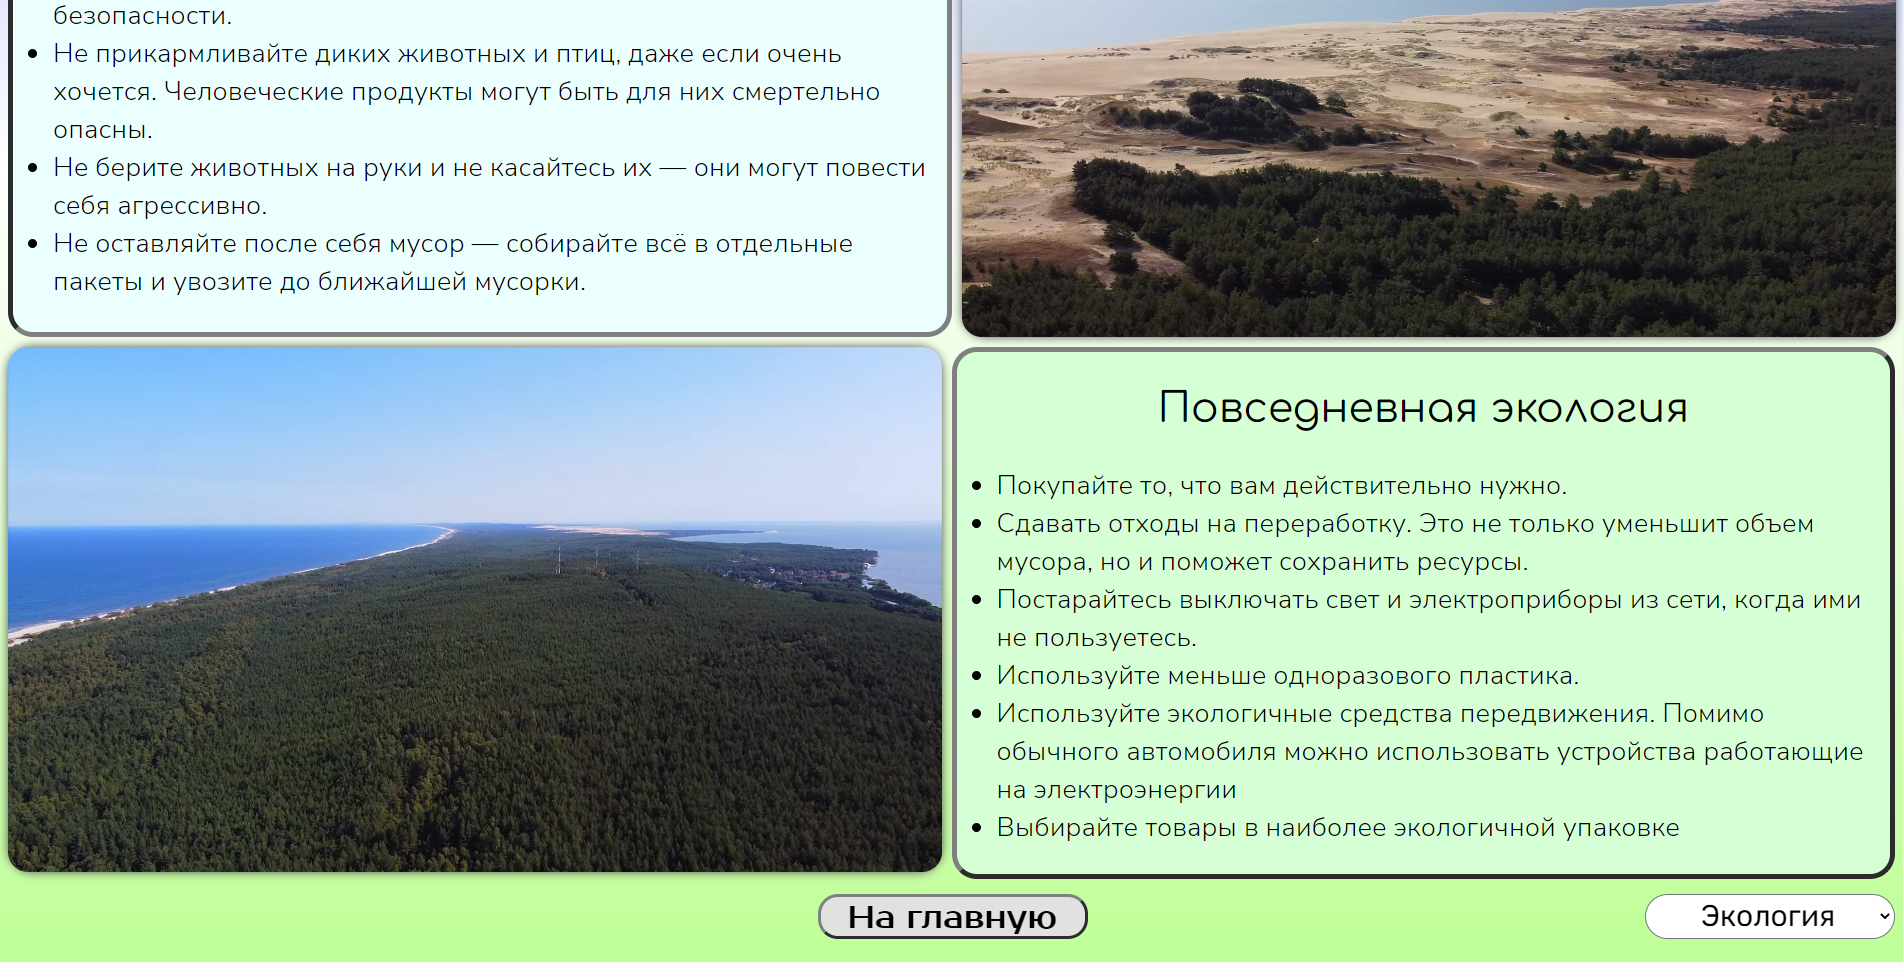 безопасности.
Не прикармливайте диких животных и птиц, даже если очень
хочется. Человеческие продукты могут быть для них смертельно
опасны.
Не берите животных на руки и не касайтесь их — они могут повести
себя агрессивно.
Не оставляйте после себя мусор — собирайте всё в отдельные
пакеты и увозите до ближайшей мусорки.
Повседневная экология
Покупайте то, что вам действительно нужно.
Сдавать отходы на переработку. Это не только уменьшит объем
мусора, но и поможет сохранить ресурсы.
Постарайтесь выключать свет и электроприборы из сети, когда ими
не пользуетесь.
Используйте меньше одноразового пластика.
Используйте экологичные средства передвижения. Помимо
обычного автомобиля можно использовать устройства работающие
на электроэнергии
Выбирайте товары в наиболее экологичной упаковке
На главную
Экология